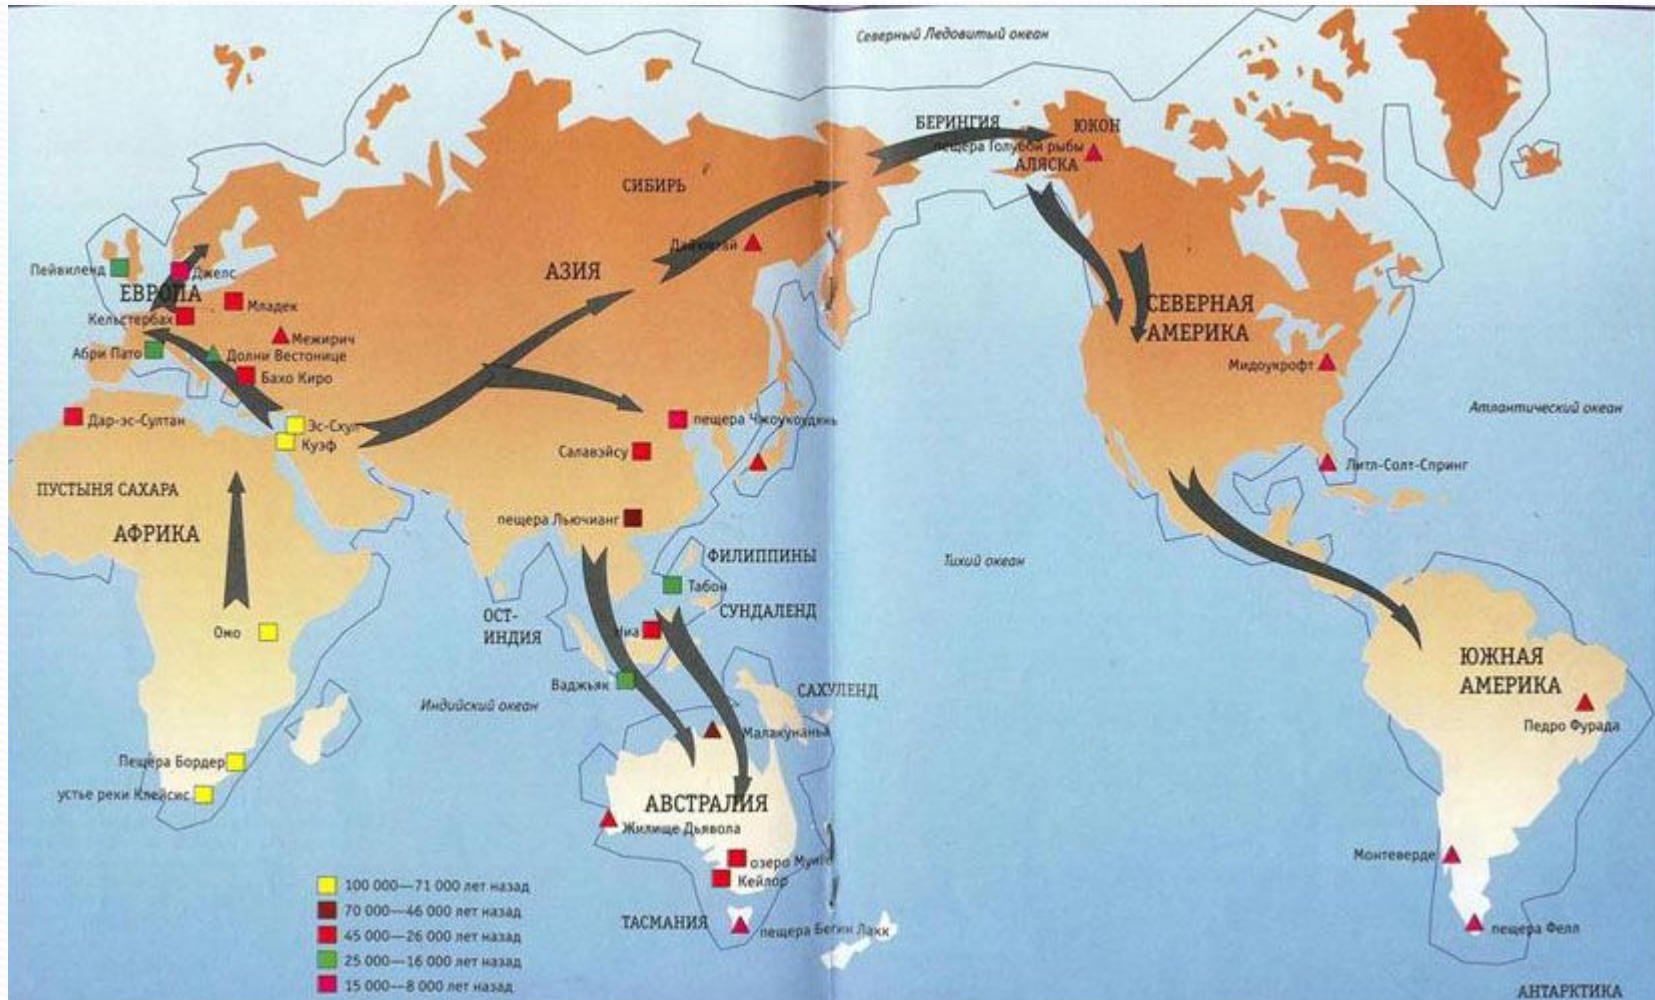 Северный Ледовитый океан
БЕРИНГИЯ
ЮКОН
пещера Голубой рыбы
АЛЯСКА
СИБИРЬ
АЗИЯ
Пейвиленд
Джелс
ЕВРОПА
Младек
Кельстербах
Межирич
Абри Пато
Долни Вестонице
Бахо Киро
СЕВЕРНАЯ
АМЕРИКА
Мидоукрофт
Атлантический океан
Дар-эс-Султан
Эс-Схул
Куэф
пещера Чжоукоудянь
Салавэйсу
Литл-Солт-Спринг
ПУСТЫНЯ САХАРА
АФРИКА
пещера Льючианг
ФИЛИППИНЫ
Тихий океан
Табон
СУНДАЛЕНД
ОСТ-
ИНДИЯ
Омо
Ниа
ЮЖНАЯ
АМЕРИКА
Ваджьяк
САХУЛЕНД
Индийский океан
Малакунанья
Педро Фурада
Пещера Бордер
устье реки Клейсис
АВСТРАЛИЯ
Жилище Дьявола
озеро Мунго
Кейлор
Монтеверде
ТАСМАНИЯ
пещера Бегин Лакк
пещера Фелл
100 000—71 000 лет назад
70 000—46 000 лет назад
45 000—26 000 лет назад
25 000—16 000 лет назад
15 000—8 000 лет назад
АНТАРКТИКА